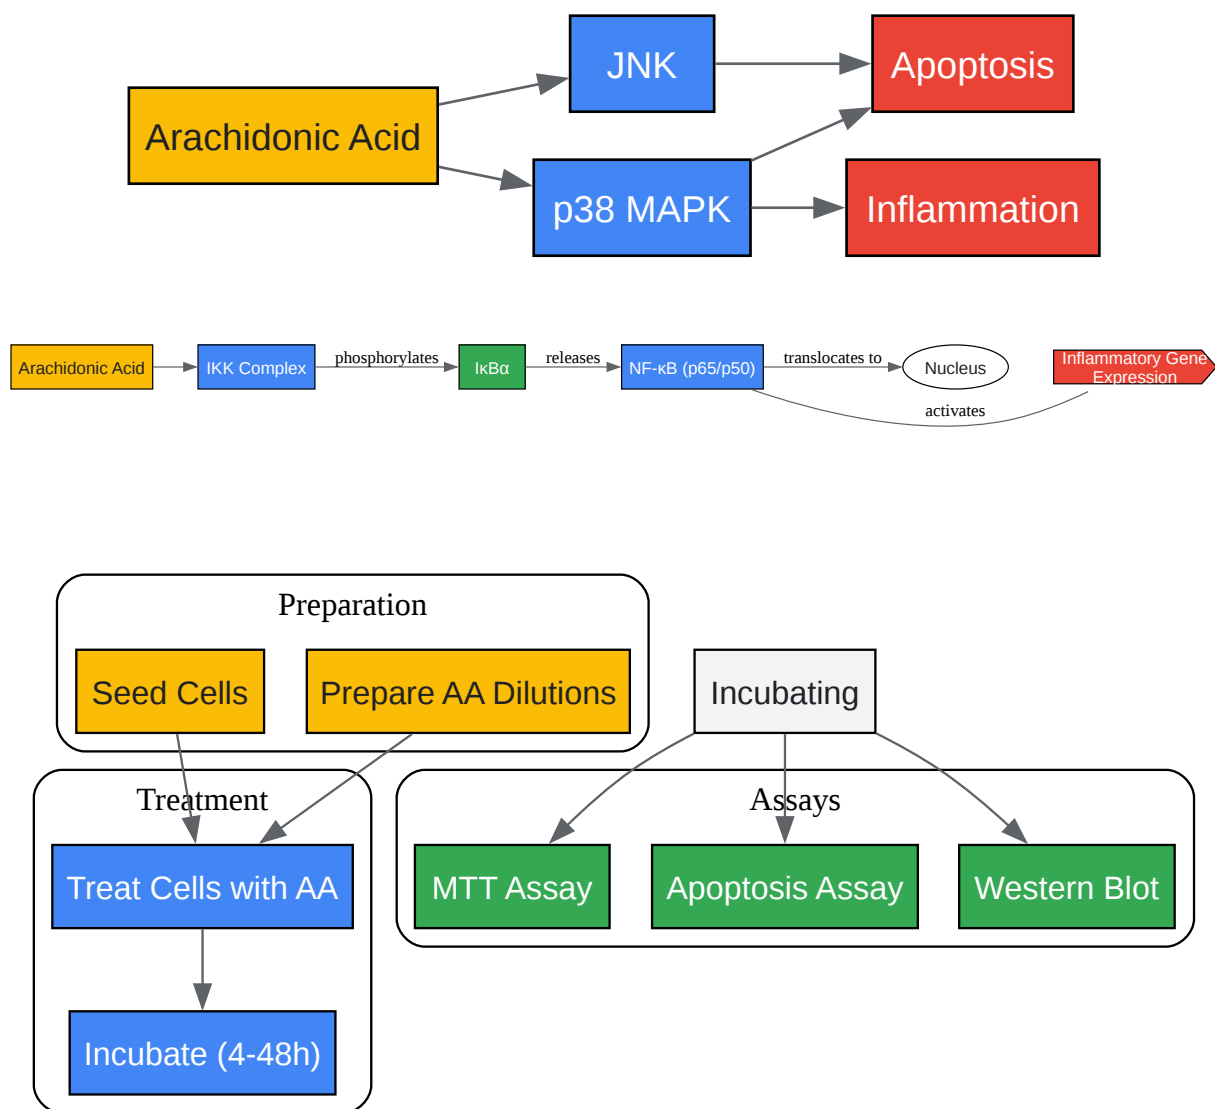 JNK
Apoptosis
Arachidonic Acid
p38 MAPK
Inflammation
Arachidonic Acid
IKK Complex
phosphorylates
IκBα
releases
NF-κB (p65/p50)
translocates to
Nucleus
Inflammatory Gene
Expression
activates
Preparation
Seed Cells
Prepare AA Dilutions
Incubating
Treatment
Assays
Treat Cells with AA
MTT Assay
Apoptosis Assay
Western Blot
Incubate (4-48h)